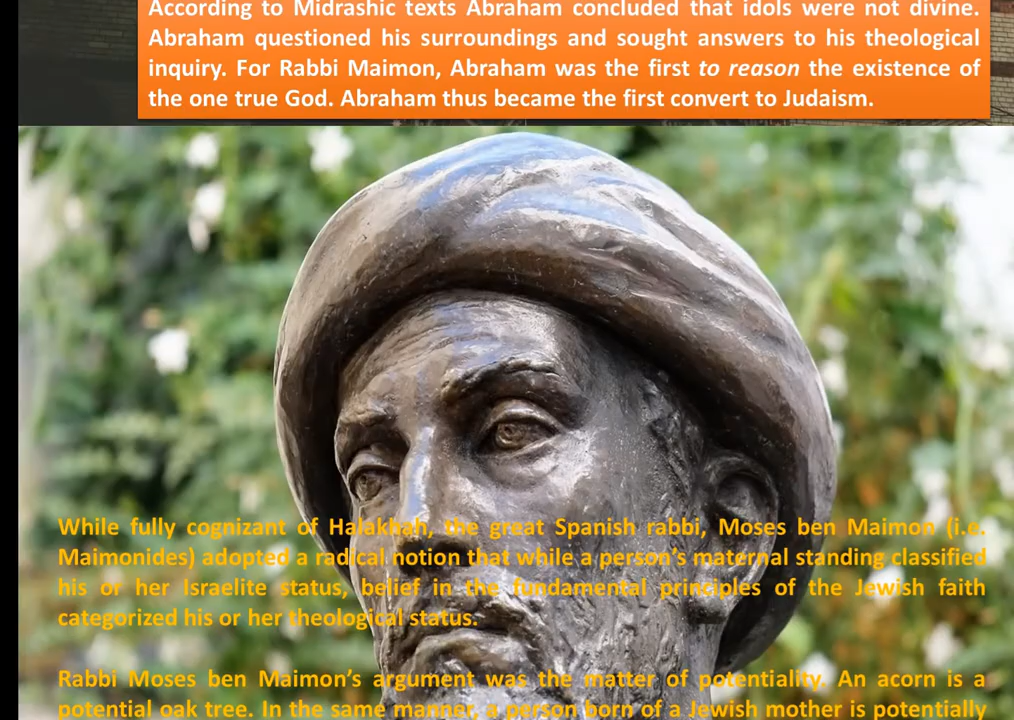 According to Midrashic texts Abraham concluded that idols were not divine.
Abraham questioned his surroundings and sought answers to his theological
inquiry. For Rabbi Maimon, Abraham was the first to reason the existence of
the one true God. Abraham thus became the first convert to Judaism.
While fully cognizant of Halakhah, the great Spanish rabbi, Moses ben Maimon (i.e.
Maimonides) adopted a radical notion that while a person's maternal standing classified
his or her Israelite status, belief in the fundamental principles of the Jewish faith
categorized his or her theological status.
Rabbi Moses ben Maimon's argument was the matter of potentiality. An acorn is a
potential oak tree. In the same manner, a person born of a Jewish mother is potentially